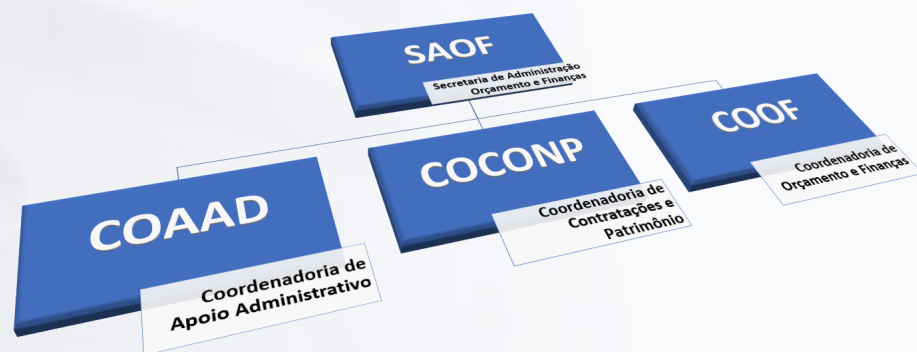 SAOF
Secretaria de Administração
Orçamento e Finanças
COAAD
Coordenadoria de
Apoio Administrativo
COCONP
Coordenadoria de
Contratações e
Patrimônio
COOF
Coordenadoria de
Orçamento e Finanças